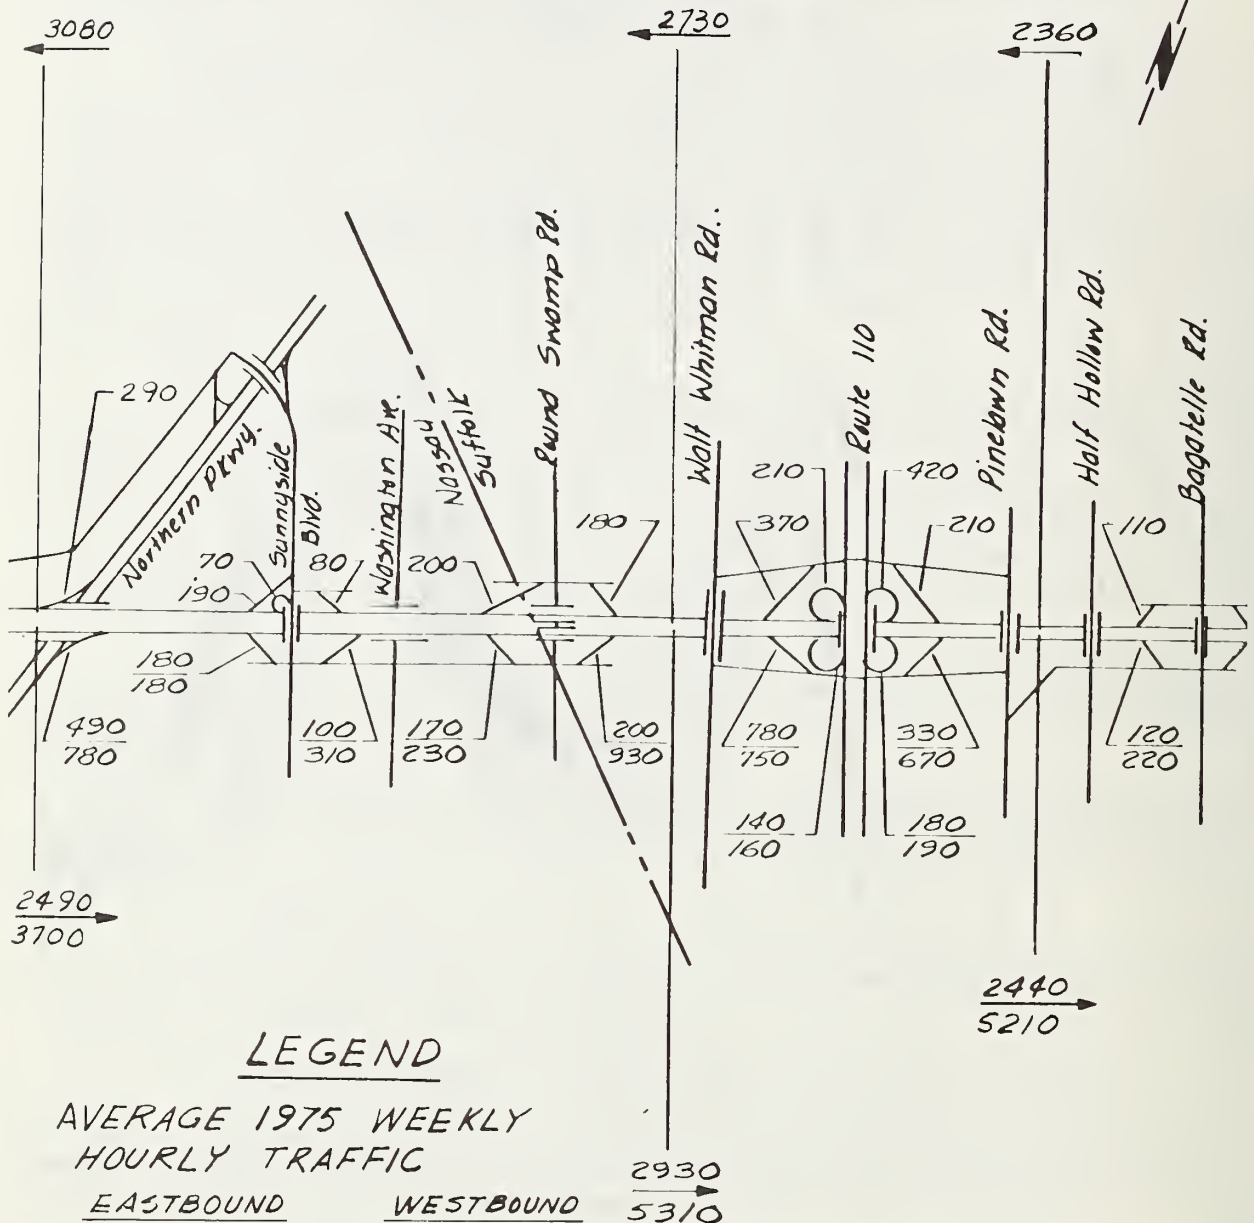 3080
2730
2360
290
Northern Pkwy.
Sunnyside
Blvd.
Washington Ave.
Nassau
Suffolk
Round Swamp Rd.
Walt Whitman Rd.
Route 110
Pinelawn Rd.
Half Hollow Rd.
Bagatelle Rd.
70
190
80
200
180
370
210
420
210
110
180
180
490
780
100
310
170
230
200
930
780
750
330
670
120
220
140
160
180
190
2490
3700
2440
5210
2930
5310
LEGEND
AVERAGE 1975 WEEKLY
HOURLY TRAFFIC
EASTBOUND WESTBOUND